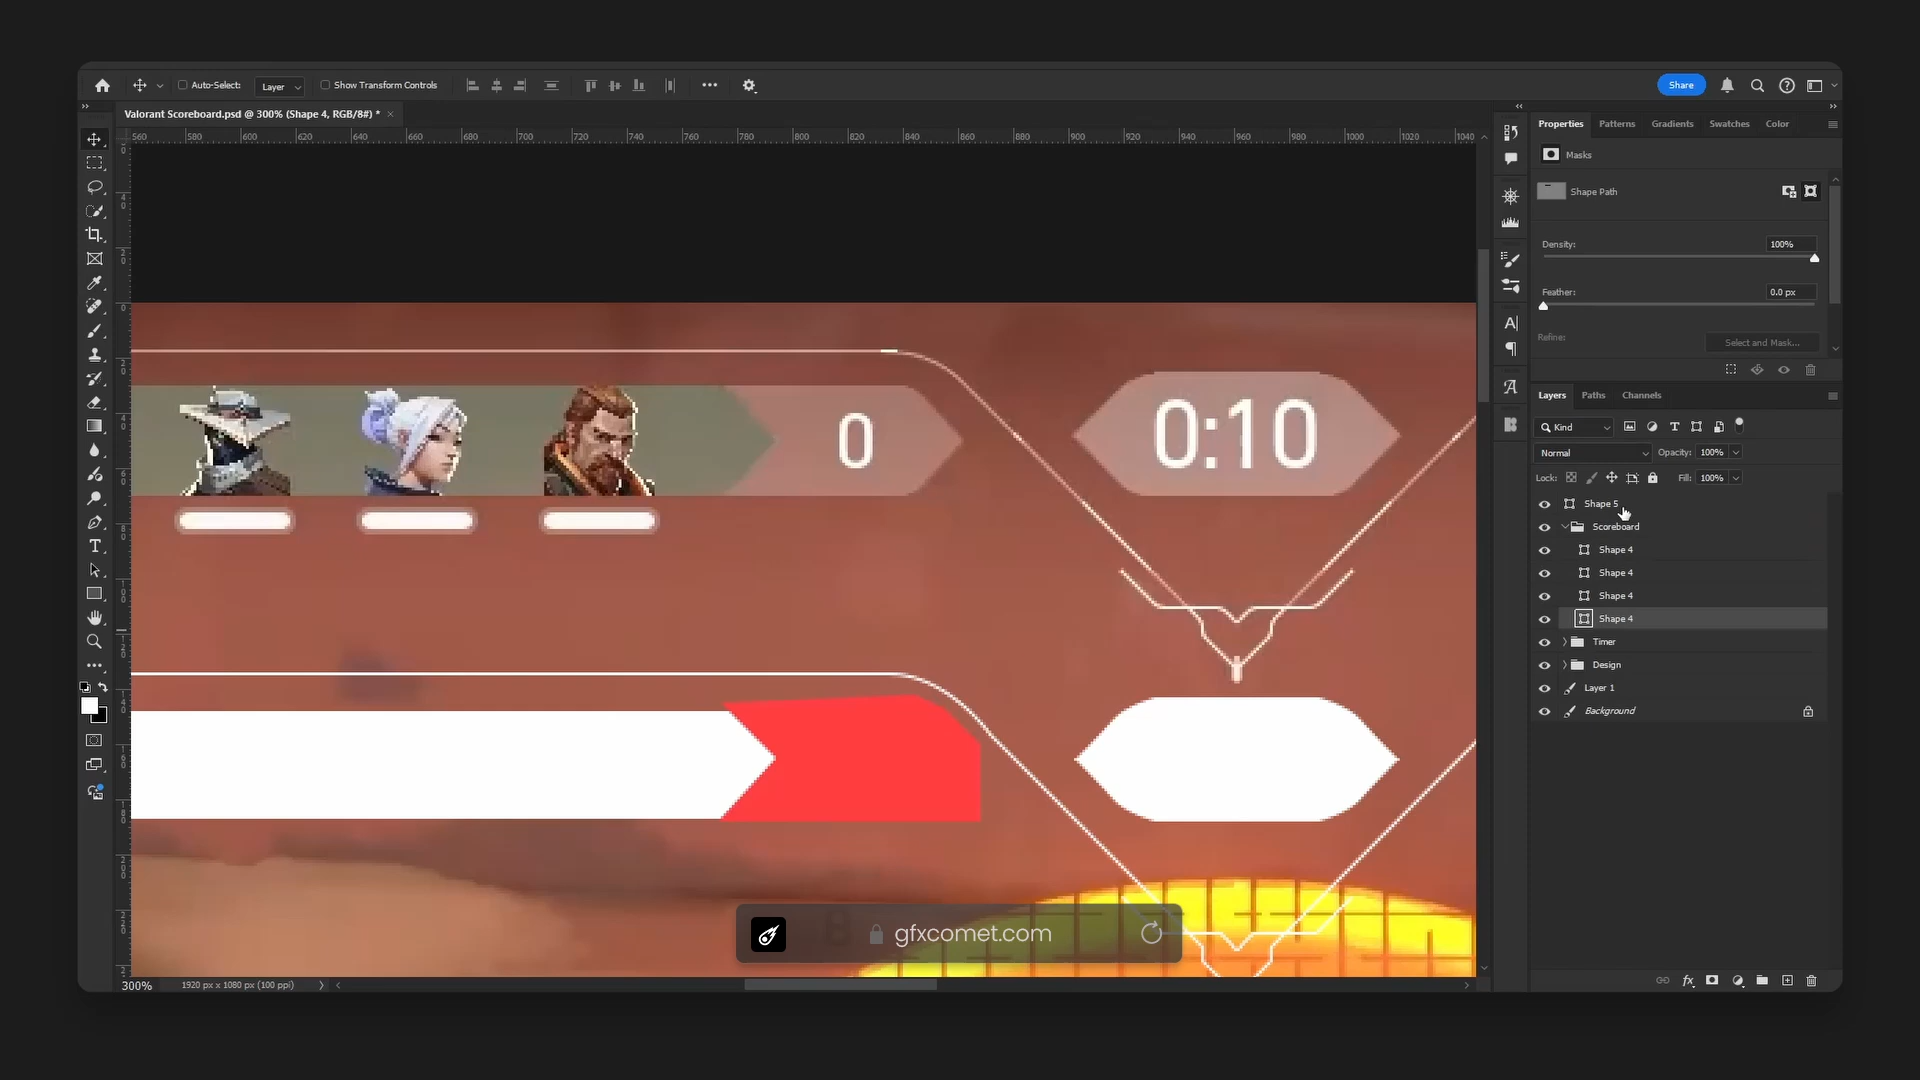 Auto-Select:
Layer
Show Transform Controls
Share
Valorant Scoreboard.psd @ 300% (Shape 4, RGB/8#) *
560 580 600 620 640 660 680 700 720 740 760 780 800 820 840 860 880 900 920 940 960 980 1000 1020 1040
Properties
Patterns
Gradients
Swatches
Color
Masks
Shape Path
Density:
100%
Feather:
0.0 px
Refine:
Select and Mask...
Layers
Paths
Channels
Kind
Normal
Opacity: 100%
Lock:
Fill: 100%
Shape 5
Scoreboard
Shape 4
Shape 4
Shape 4
Shape 4
Timer
Design
Layer 1
Background
0
0:10
gfxcomet.com
300%
1920 px x 1080 px (100 ppi)